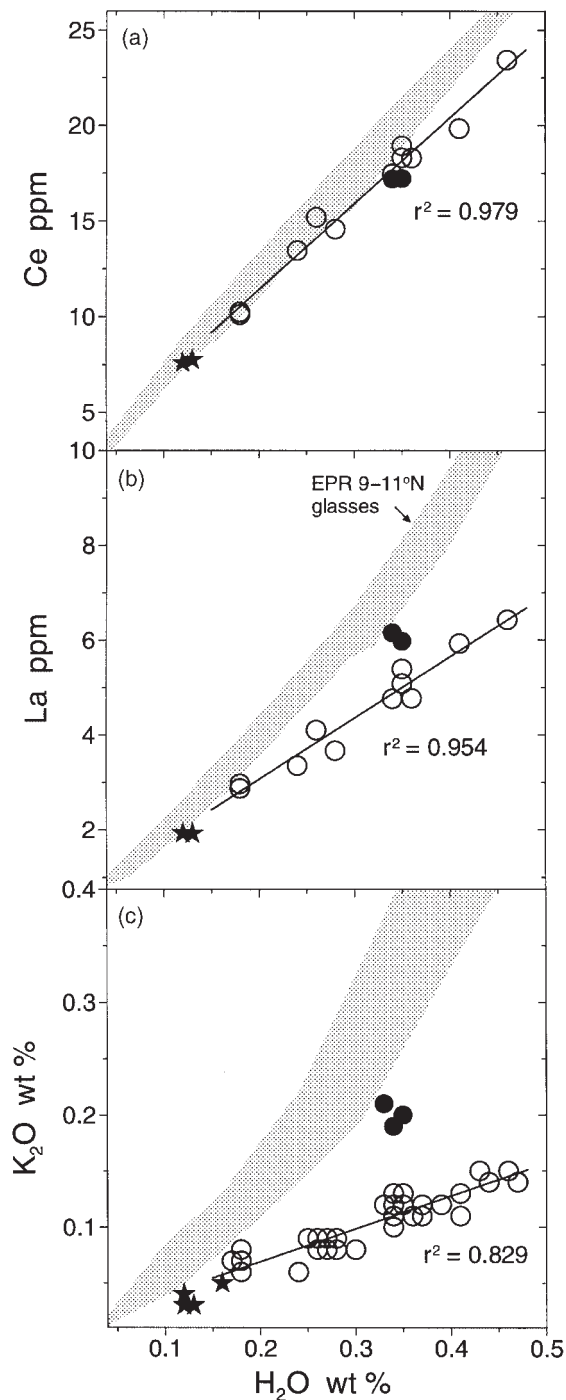 25
(a)
20
Ce ppm
15
r² = 0.979
10
5
10
(b)
EPR 9–11°N
glasses
8
La ppm
6
4
r² = 0.954
2
0.4
(c)
0.3
K₂O wt %
0.2
0.1
r² = 0.829
0.1 0.2 0.3 0.4 0.5
H₂O wt %